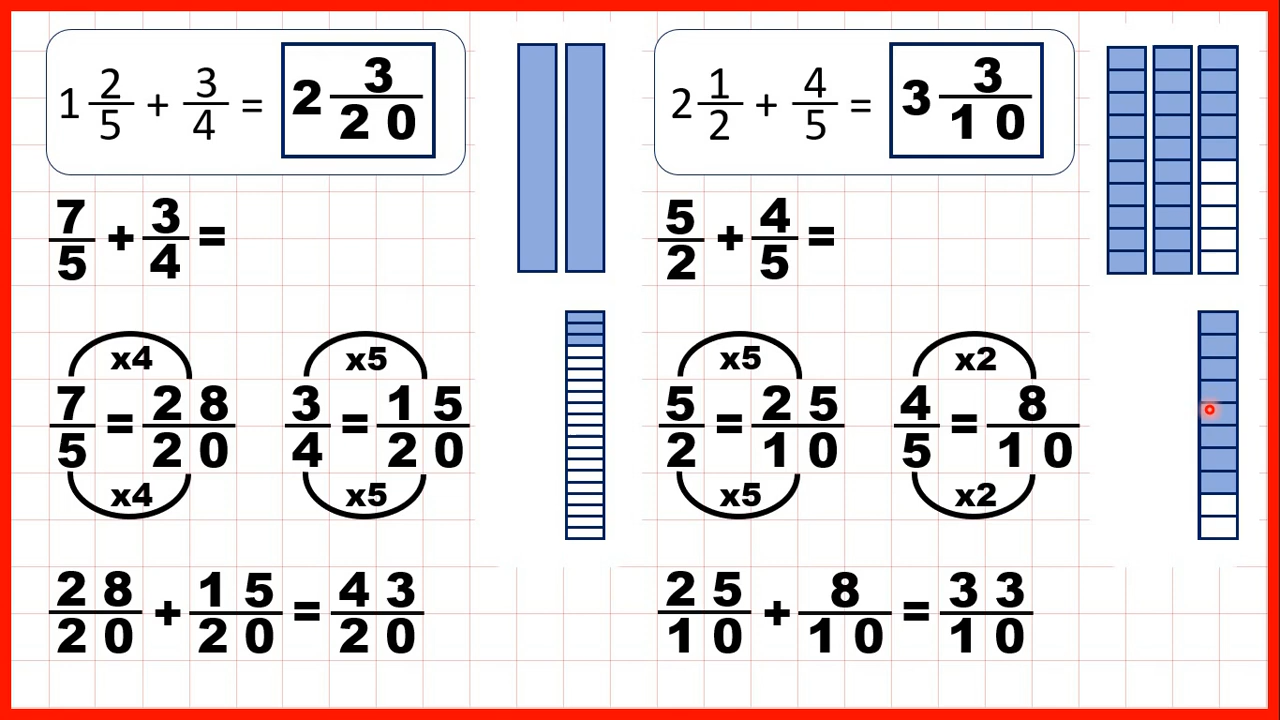 1 2/5 + 3/4 = 2 3/20
7/5 + 3/4 =
x4 x5
7/5 = 28/20 3/4 = 15/20
x4 x5
28/20 + 15/20 = 43/20
2 1/2 + 4/5 = 3 3/10
5/2 + 4/5 =
x5 x2
5/2 = 25/10 4/5 = 8/10
x5 x2
25/10 + 8/10 = 33/10